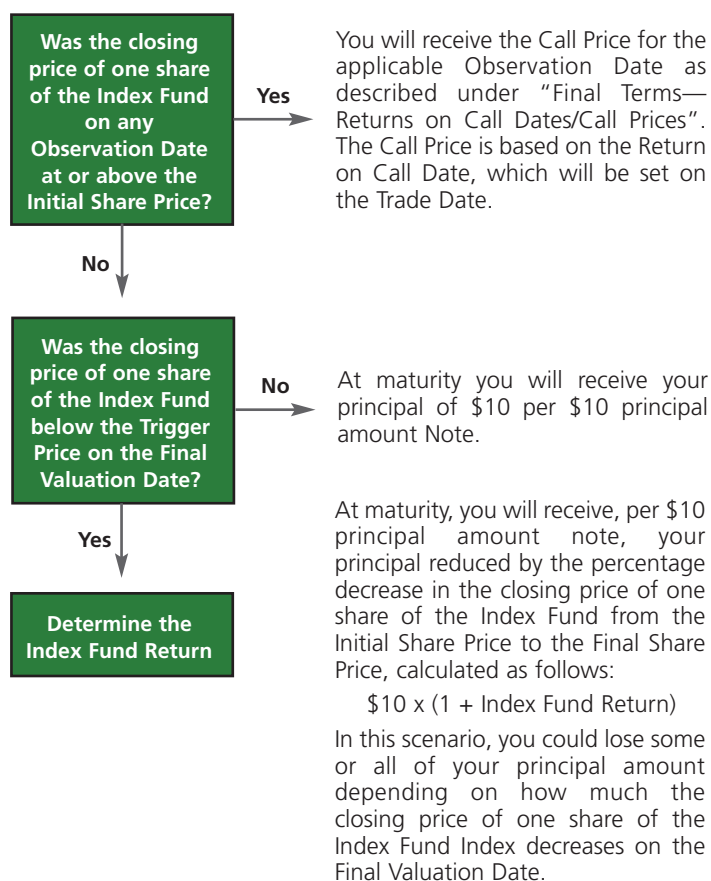 Was the closing
price of one share
of the Index Fund
on any
Observation Date
at or above the
Initial Share Price?
Yes
You will receive the Call Price for the
applicable Observation Date as
described under “Final Terms—
Returns on Call Dates/Call Prices”.
The Call Price is based on the Return
on Call Date, which will be set on
the Trade Date.
No
Was the closing
price of one share
of the Index Fund
below the Trigger
Price on the Final
Valuation Date?
No
At maturity you will receive your
principal of $10 per $10 principal
amount Note.
Yes
Determine the
Index Fund Return
At maturity, you will receive, per $10
principal amount note, your
principal reduced by the percentage
decrease in the closing price of one
share of the Index Fund from the
Initial Share Price to the Final Share
Price, calculated as follows:
$10 x (1 + Index Fund Return)
In this scenario, you could lose some
or all of your principal amount
depending on how much the
closing price of one share of the
Index Fund Index decreases on the
Final Valuation Date.